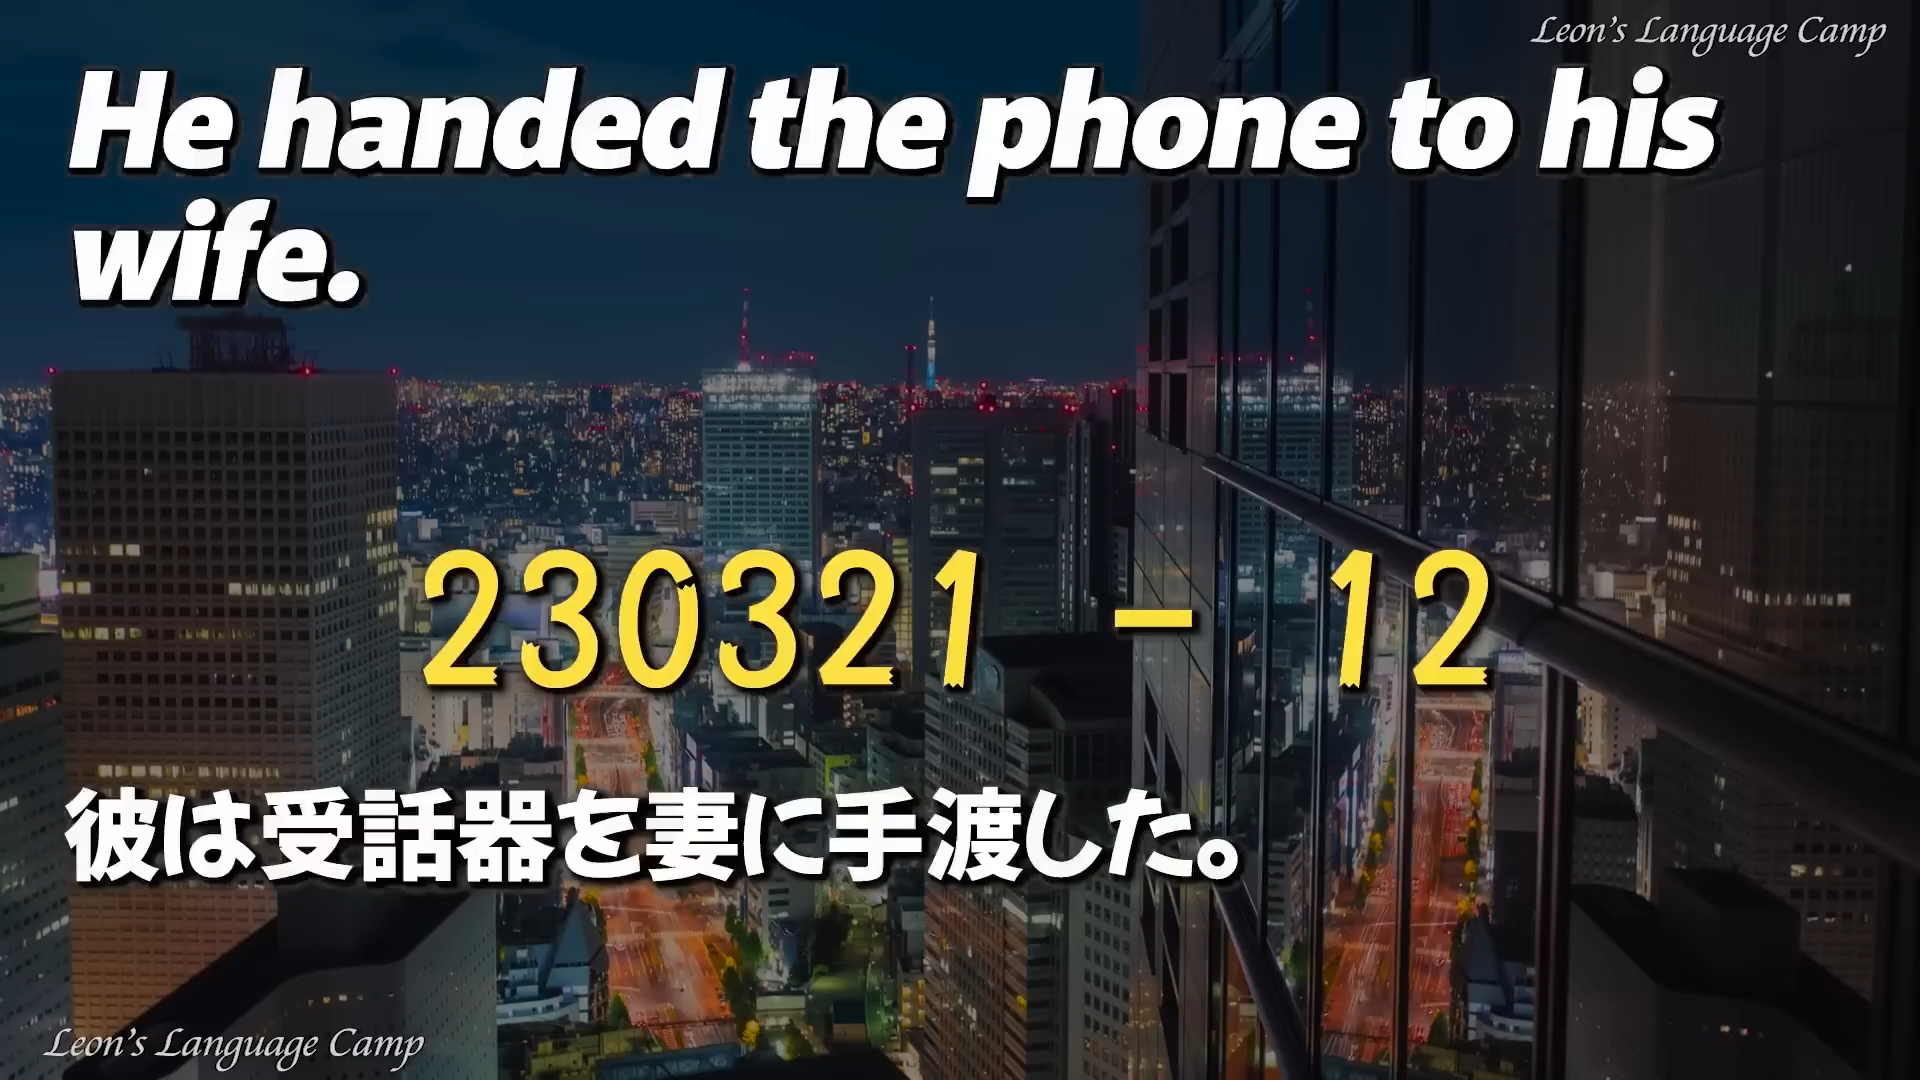 Leon's Language Camp
He handed the phone to his
wife.
230321 - 12
彼は受話器を妻に手渡した。
Leon's Language Camp